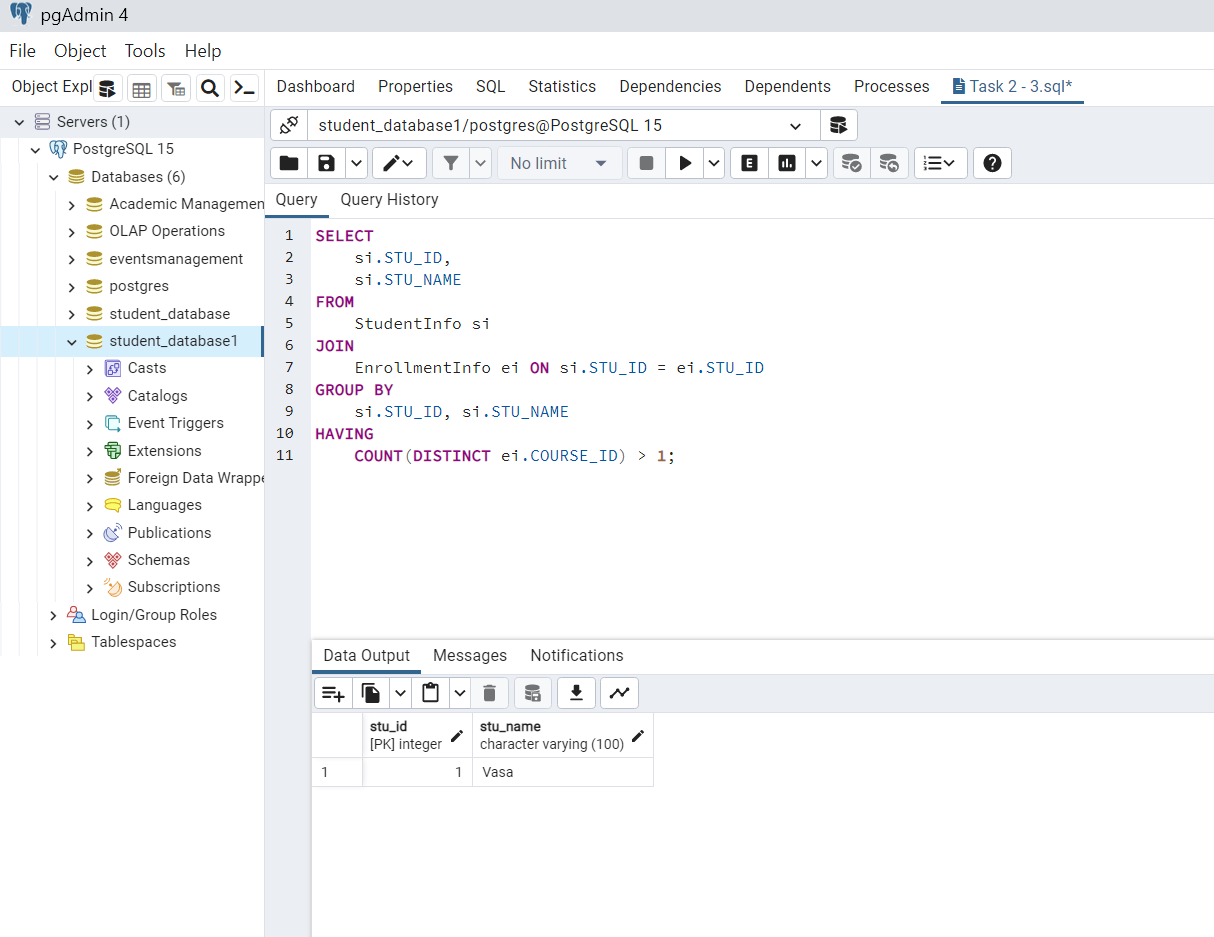 pgAdmin 4
File Object Tools Help
Object Expl
Dashboard Properties SQL Statistics Dependencies Dependents Processes Task 2 - 3.sql*
Servers (1)
PostgreSQL 15
Databases (6)
Academic Managemen
OLAP Operations
eventsmanagement
postgres
student_database
student_database1
Casts
Catalogs
Event Triggers
Extensions
Foreign Data Wrappe
Languages
Publications
Schemas
Subscriptions
Login/Group Roles
Tablespaces
student_database1/postgres@PostgreSQL 15
No limit
E
Query Query History
1 SELECT
2 si.STU_ID,
3 si.STU_NAME
4 FROM
5 StudentInfo si
6 JOIN
7 EnrollmentInfo ei ON si.STU_ID = ei.STU_ID
8 GROUP BY
9 si.STU_ID, si.STU_NAME
10 HAVING
11 COUNT(DISTINCT ei.COURSE_ID) > 1;
Data Output Messages Notifications
stu_id stu_name
[PK] integer character varying (100)
1 1 Vasa